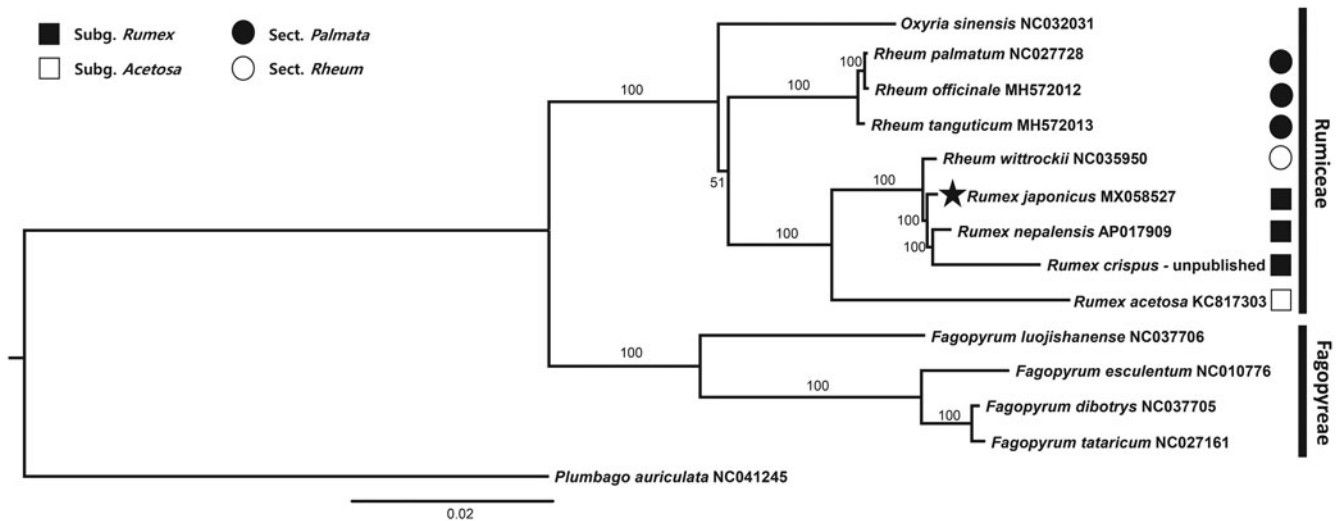 Subg. Rumex
Sect. Palmata
Subg. Acetosa
Sect. Rheum
Oxyria sinensis NC032031
Rheum palmatum NC027728
100
Rheum officinale MH572012
100
100
Rheum tanguticum MH572013
Rheum wittrockii NC035950
51
100
Rumex japonicus MX058527
100
Rumex nepalensis AP017909
100
100
Rumex crispus - unpublished
Rumex acetosa KC817303
Rumiceae
Fagopyrum luojishanense NC037706
100
Fagopyrum esculentum NC010776
100
Fagopyrum dibotrys NC037705
100
Fagopyrum tataricum NC027161
Fagopyreae
Plumbago auriculata NC041245
0.02